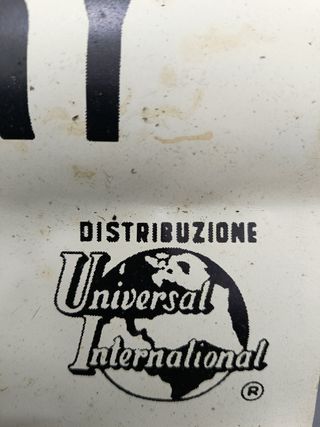 DISTRIBUZIONE
Universal
International
®